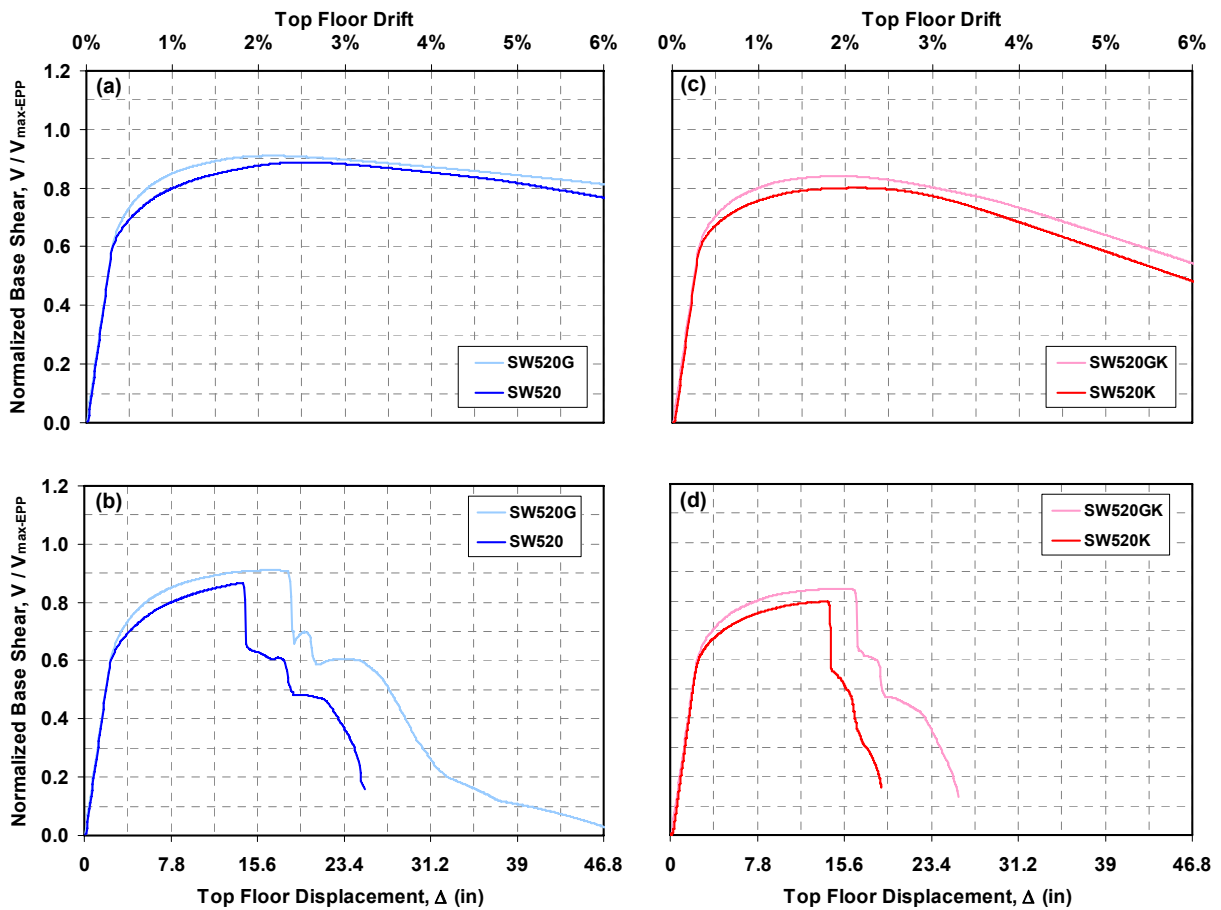 Top Floor Drift
0% 1% 2% 3% 4% 5% 6%
Top Floor Drift
0% 1% 2% 3% 4% 5% 6%
Normalized Base Shear, V / Vmax-EPP
1.2
1.0
0.8
0.6
0.4
0.2
0.0
(a)
SW520G
SW520
(c)
SW520GK
SW520K
Normalized Base Shear, V / Vmax-EPP
1.2
1.0
0.8
0.6
0.4
0.2
0.0
(b)
SW520G
SW520
(d)
SW520GK
SW520K
0 7.8 15.6 23.4 31.2 39 46.8
Top Floor Displacement, Δ (in)
0 7.8 15.6 23.4 31.2 39 46.8
Top Floor Displacement, Δ (in)